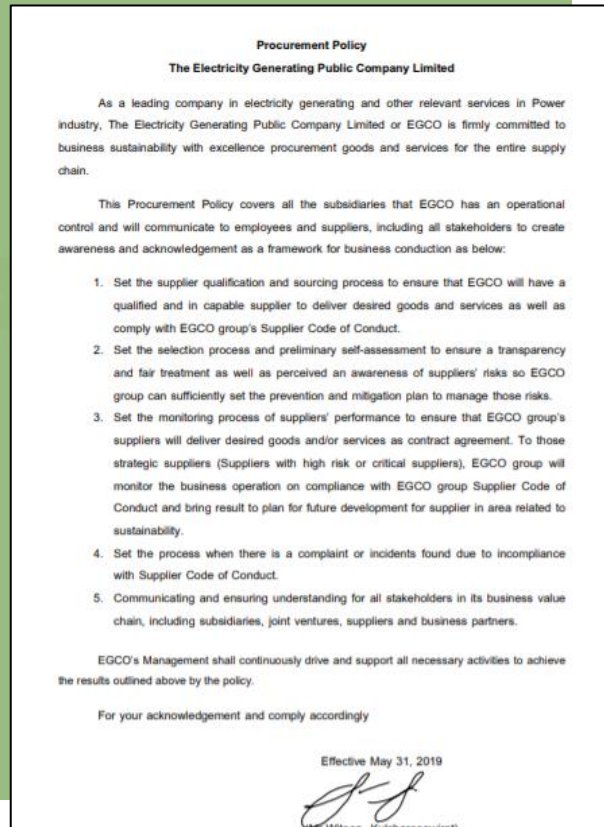 Procurement Policy
The Electricity Generating Public Company Limited
As a leading company in electricity generating and other relevant services in Power
industry, The Electricity Generating Public Company Limited or EGCO is firmly committed to
business sustainability with excellence procurement goods and services for the entire supply
chain.
This Procurement Policy covers all the subsidiaries that EGCO has an operational
control and will communicate to employees and suppliers, including all stakeholders to create
awareness and acknowledgement as a framework for business conduction as below:
1. Set the supplier qualification and sourcing process to ensure that EGCO will have a
qualified and in capable supplier to deliver desired goods and services as well as
comply with EGCO group's Supplier Code of Conduct.
2. Set the selection process and preliminary self-assessment to ensure a transparency
and fair treatment as well as perceived an awareness of suppliers' risks so EGCO
group can sufficiently set the prevention and mitigation plan to manage those risks.
3. Set the monitoring process of suppliers' performance to ensure that EGCO group's
suppliers will deliver desired goods and/or services as contract agreement. To those
strategic suppliers (Suppliers with high risk or critical suppliers), EGCO group will
monitor the business operation on compliance with EGCO group Supplier Code of
Conduct and bring result to plan for future development for supplier in area related to
sustainability.
4. Set the process when there is a complaint or incidents found due to incompliance
with Supplier Code of Conduct.
5. Communicating and ensuring understanding for all stakeholders in its business value
chain, including subsidiaries, joint ventures, suppliers and business partners.
EGCO's Management shall continuously drive and support all necessary activities to achieve
the results outlined above by the policy.
For your acknowledgement and comply accordingly
Effective May 31, 2019